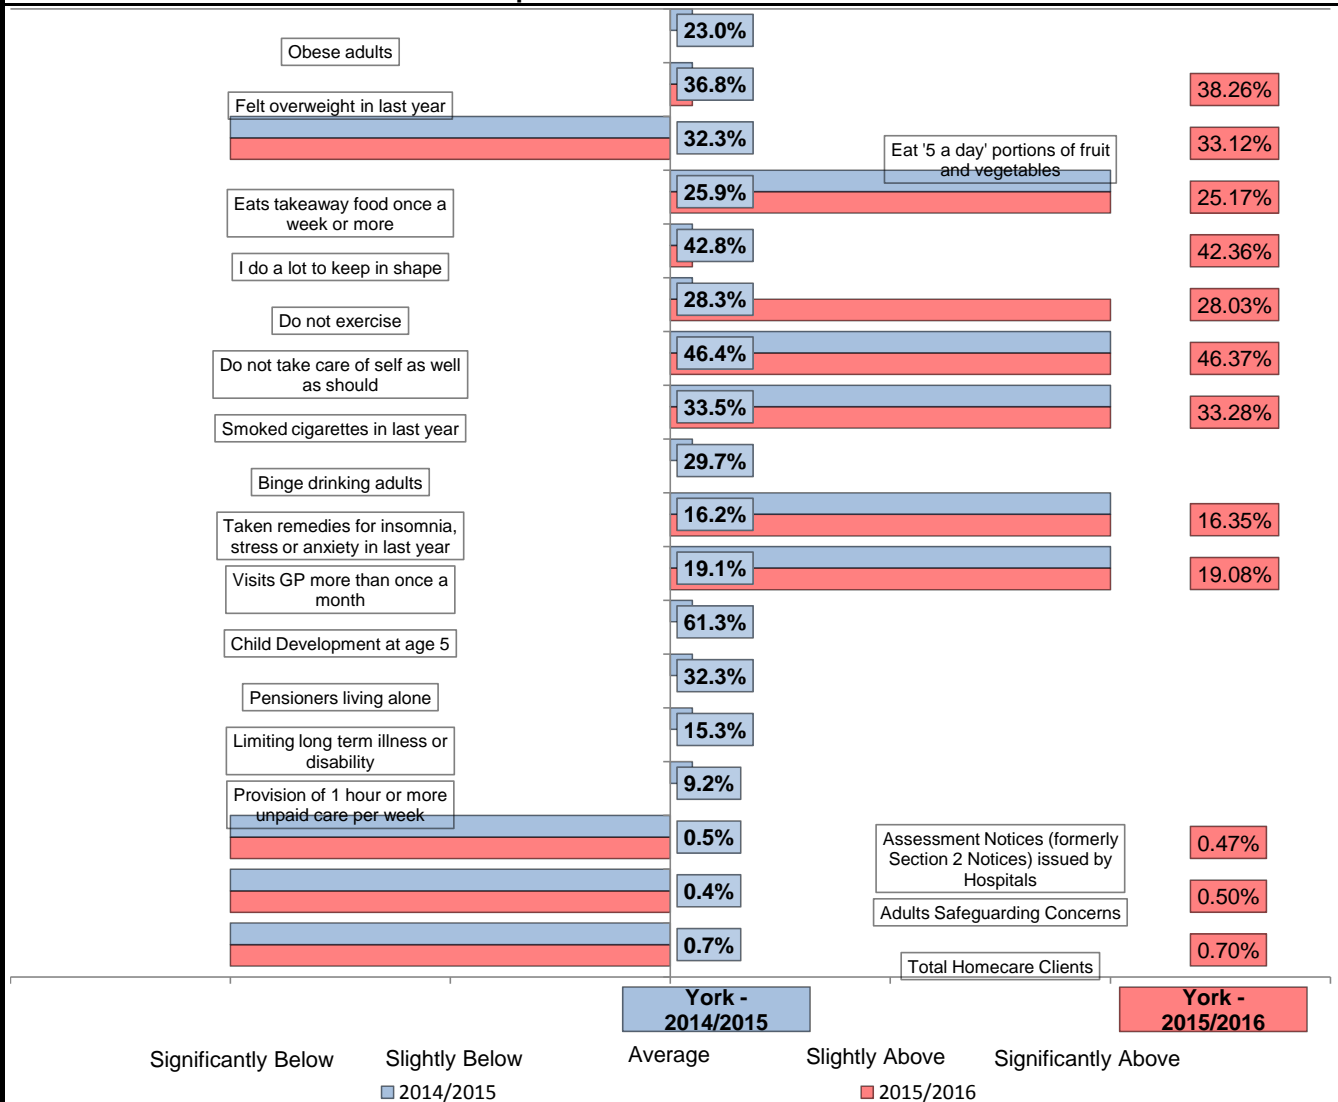 23.0%
Obese adults
36.8%
38.26%
Felt overweight in last year
32.3%
33.12%
Eat '5 a day' portions of fruit
and vegetables
25.9%
25.17%
Eats takeaway food once a
week or more
42.8%
42.36%
I do a lot to keep in shape
28.3%
28.03%
Do not exercise
46.4%
46.37%
Do not take care of self as well
as should
33.5%
33.28%
Smoked cigarettes in last year
29.7%
Binge drinking adults
16.2%
16.35%
Taken remedies for insomnia,
stress or anxiety in last year
19.1%
19.08%
Visits GP more than once a
month
61.3%
Child Development at age 5
32.3%
Pensioners living alone
15.3%
Limiting long term illness or
disability
9.2%
Provision of 1 hour or more
unpaid care per week
0.5%
Assessment Notices (formerly
Section 2 Notices) issued by
Hospitals
0.47%
0.4%
0.50%
Adults Safeguarding Concerns
0.7%
0.70%
Total Homecare Clients
York -
2014/2015
York -
2015/2016
Significantly Below
Slightly Below
Average
Slightly Above
Significantly Above
2014/2015
2015/2016